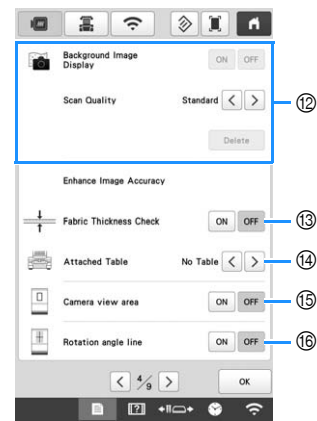 Background Image
Display
ON OFF
Scan Quality
Standard < >
⑫
Delete
Enhance Image Accuracy
Fabric Thickness Check
ON OFF
⑬
Attached Table
No Table < >
⑭
Camera view area
ON OFF
⑮
Rotation angle line
ON OFF
⑯
< 4/9 >
OK
?